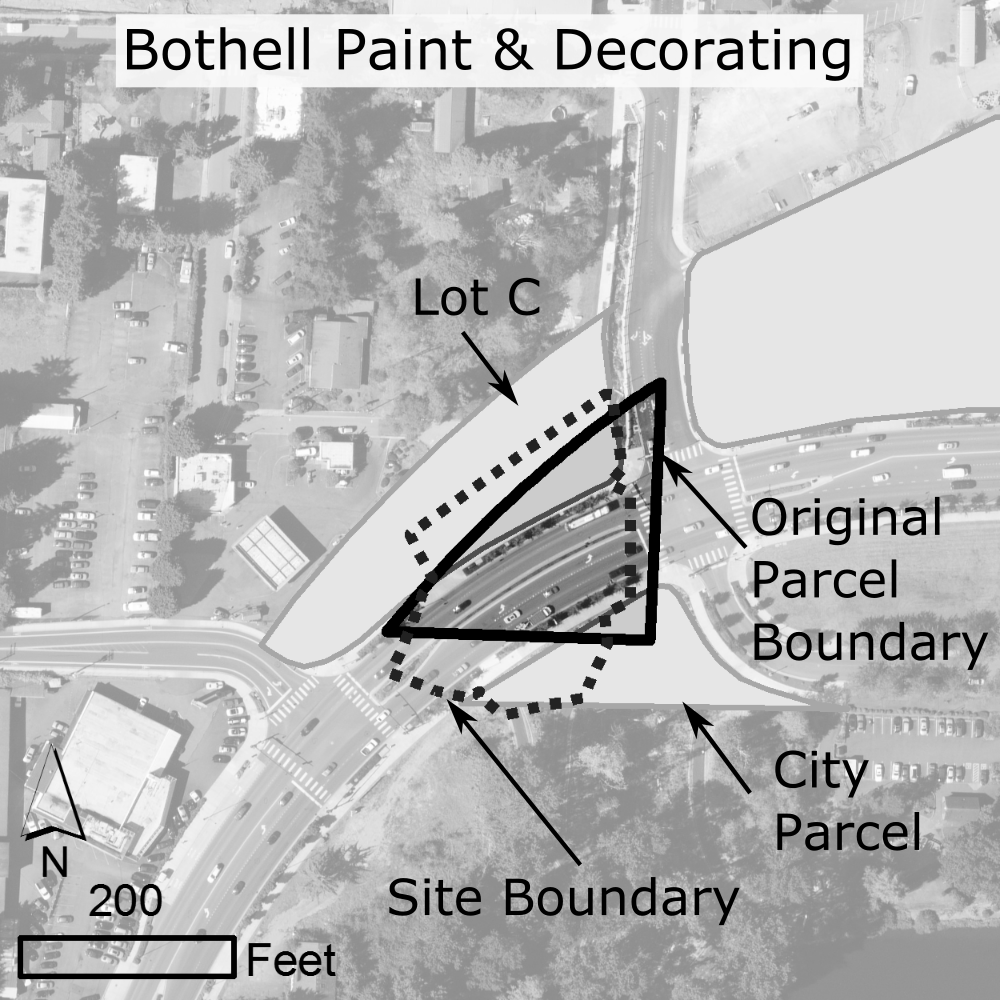 Bothell Paint & Decorating
Lot C
Original
Parcel
Boundary
City
Parcel
Site Boundary
N
200
Feet